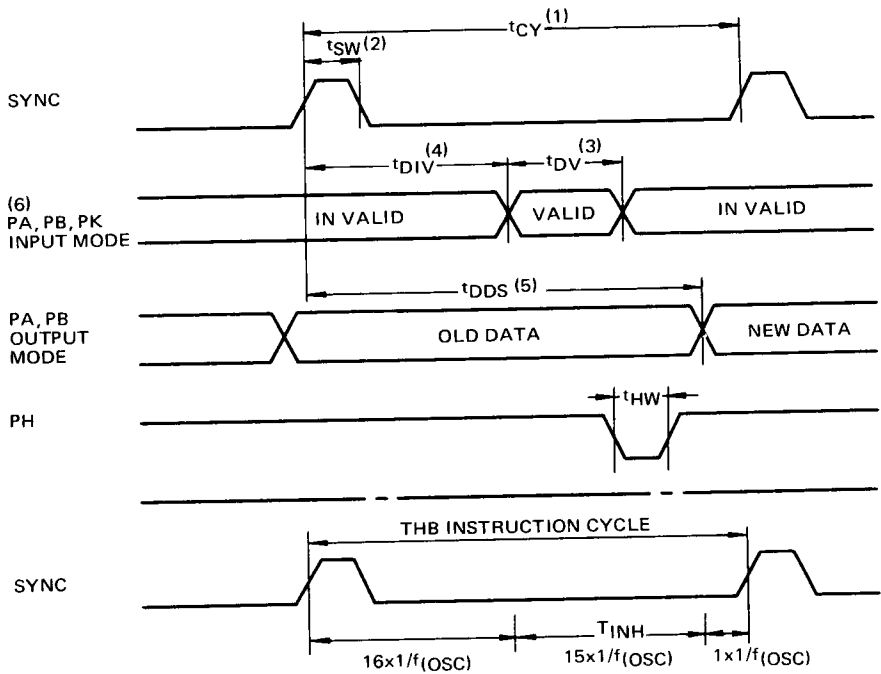 tCY(1)
tSW(2)
SYNC
tDIV(4)
tDV(3)
(6)
PA, PB, PK
INPUT MODE
IN VALID
VALID
IN VALID
tDDS(5)
PA, PB
OUTPUT
MODE
OLD DATA
NEW DATA
tHW
PH
THB INSTRUCTION CYCLE
SYNC
TINH
16x1/f(OSC)
15x1/f(OSC)
1x1/f(OSC)